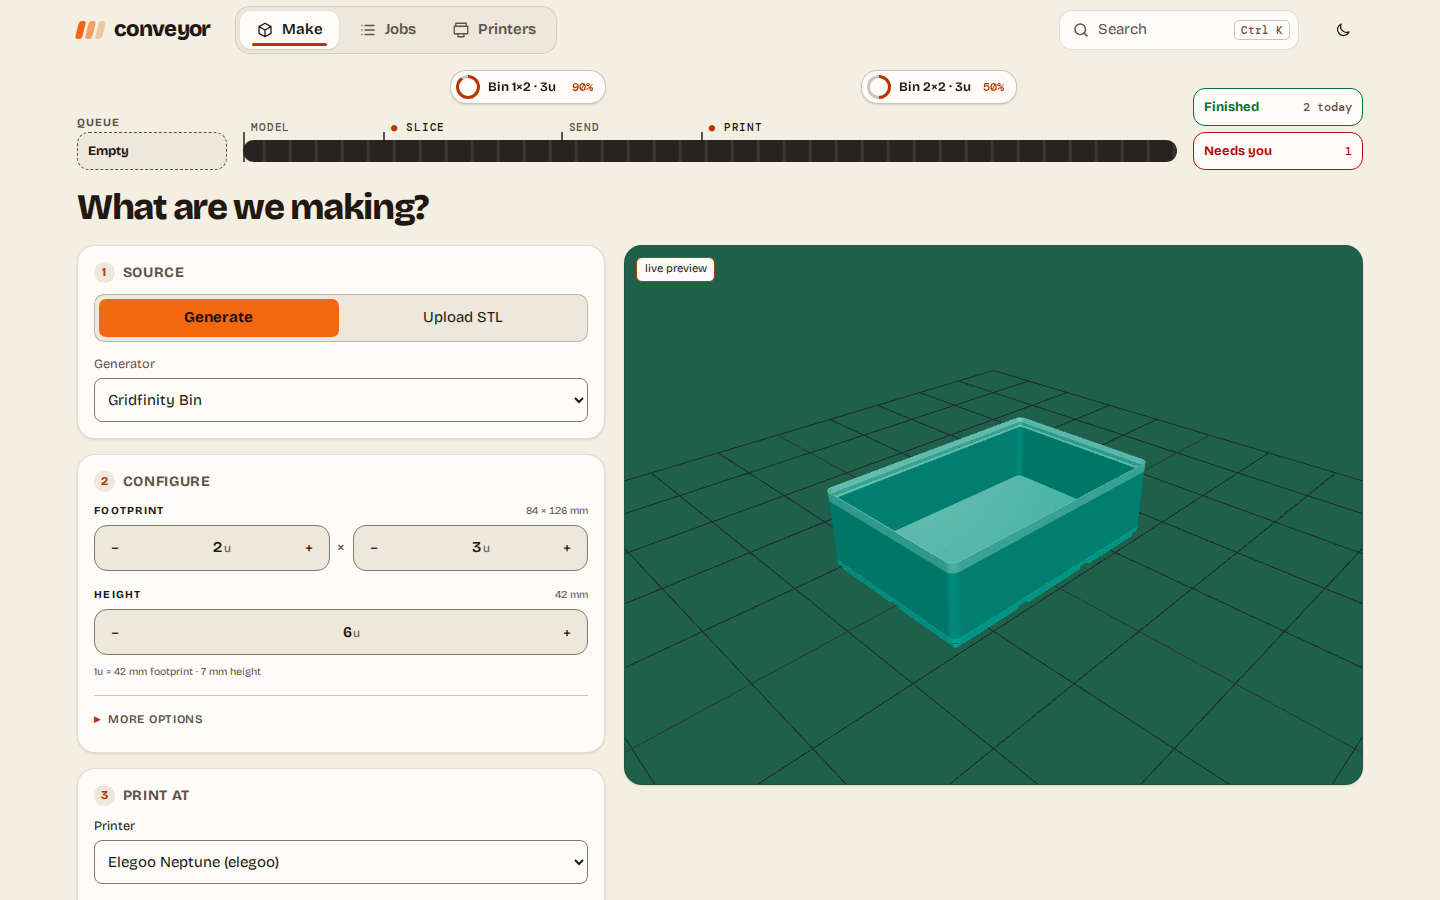 conveyor
Make
Jobs
Printers
Search
Ctrl K
Bin 1×2 · 3u 90%
Bin 2×2 · 3u 50%
QUEUE
Empty
MODEL
SLICE
SEND
PRINT
Finished 2 today
Needs you 1
What are we making?
1 SOURCE
Generate
Upload STL
Generator
Gridfinity Bin
2 CONFIGURE
FOOTPRINT 84 × 126 mm
− 2 u + × − 3 u +
HEIGHT 42 mm
− 6 u +
1u = 42 mm footprint · 7 mm height
MORE OPTIONS
3 PRINT AT
Printer
Elegoo Neptune (elegoo)
live preview